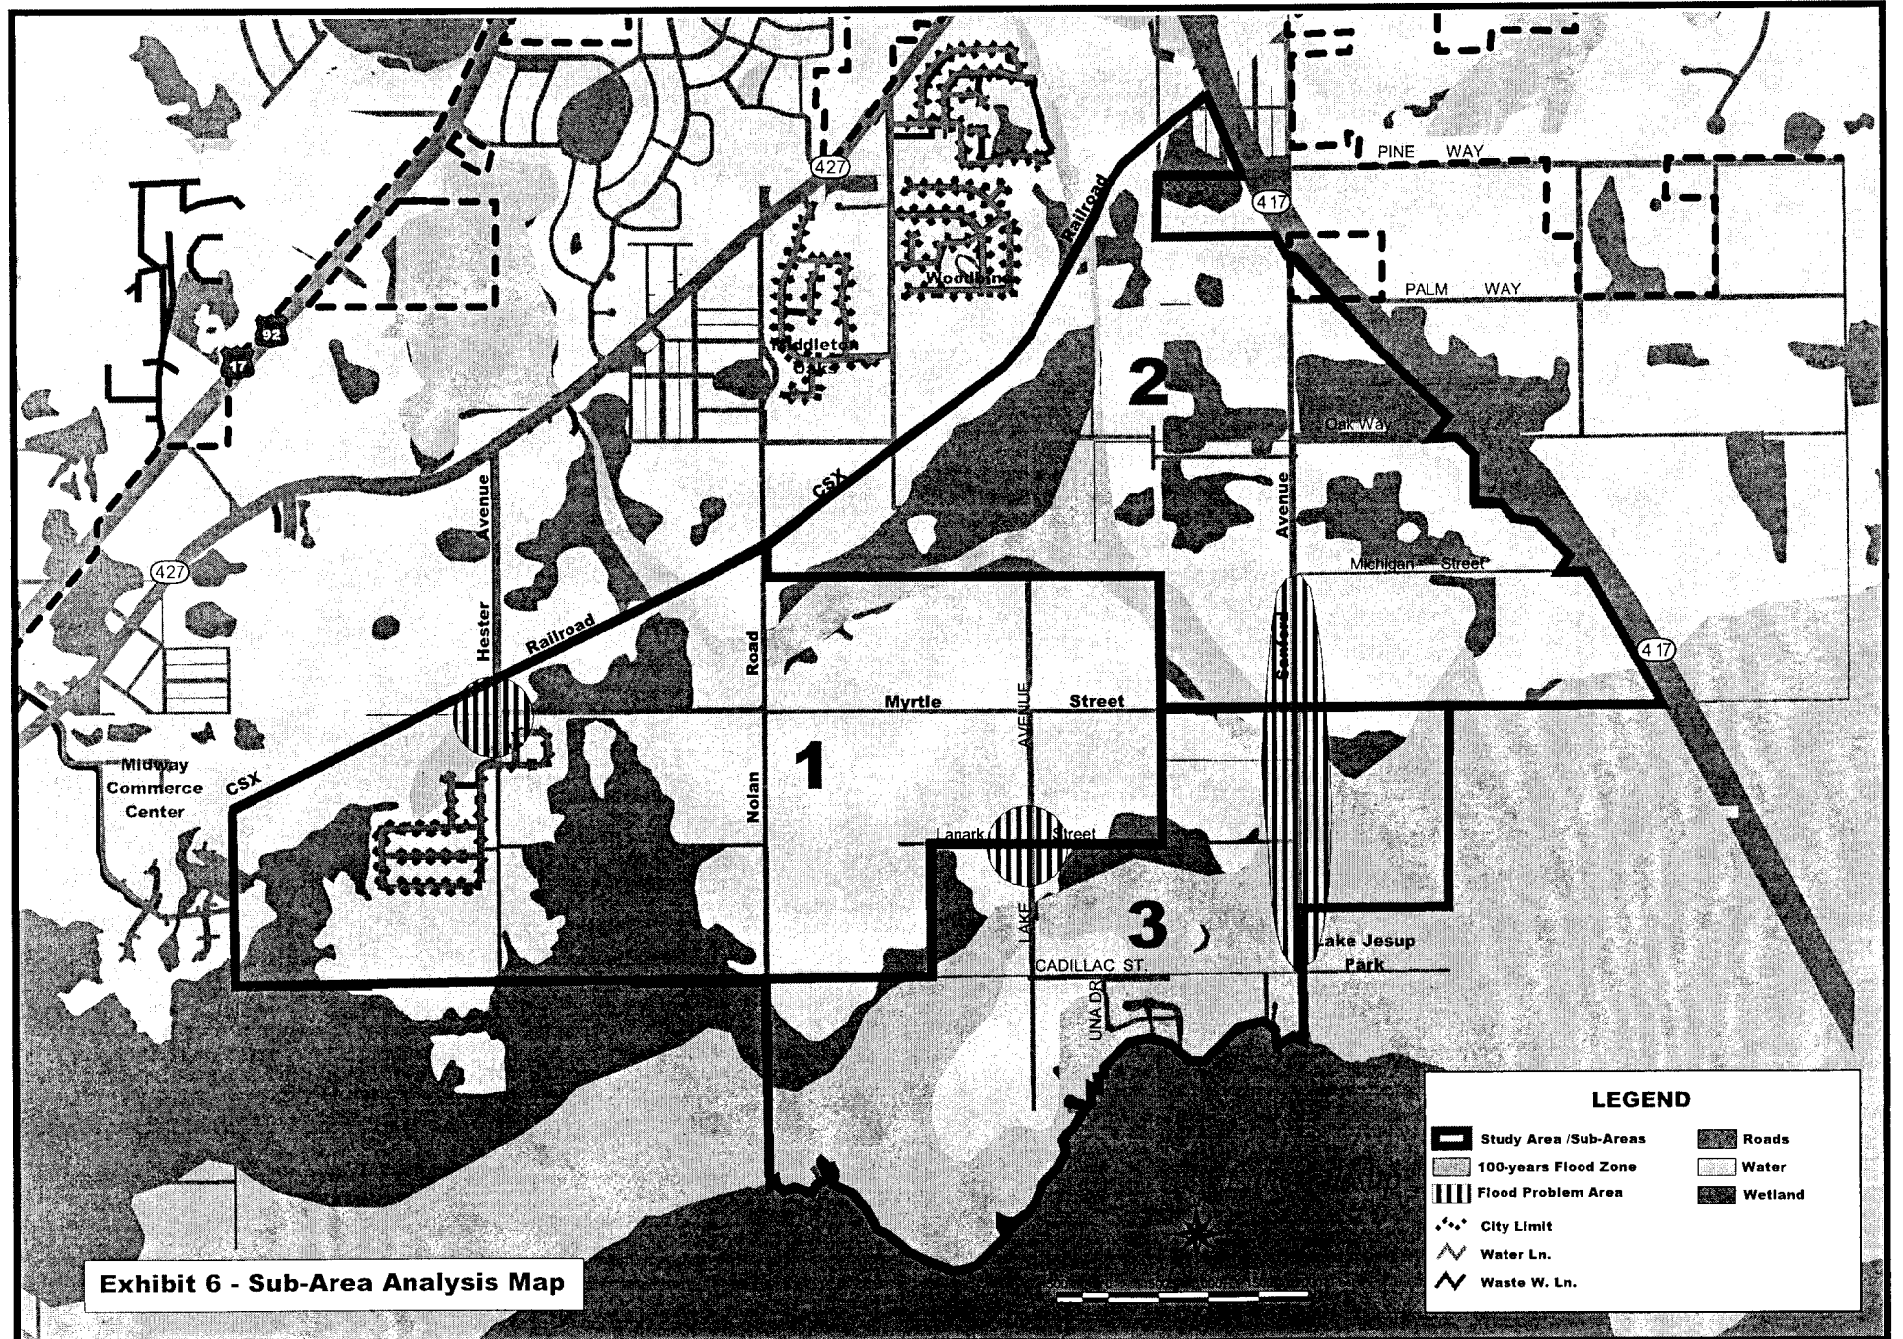 427
PINE WAY
Railroad
417
Woodbine
PALM WAY
92
17
Middleton
Oaks
2
Oak Way
CSX
Avenue
Avenue
427
Michigan Street
Hester
Railroad
Road
Sanford
417
Myrtle Street
AVENUE
1
Midway
Commerce
Center
CSX
Nolan
Lanark Street
LAKE
3
Lake Jesup
Park
CADILLAC ST.
LUNA DR
LEGEND
Study Area /Sub-Areas
Roads
100-years Flood Zone
Water
Flood Problem Area
Wetland
City Limit
Water Ln.
Waste W. Ln.
Exhibit 6 - Sub-Area Analysis Map